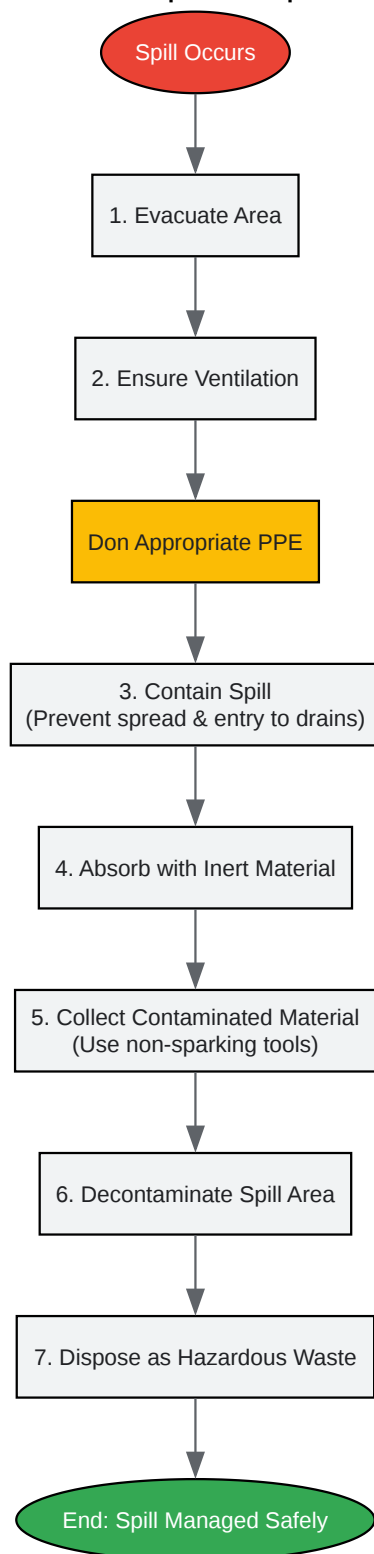 Spill Occurs
1. Evacuate Area
2. Ensure Ventilation
Don Appropriate PPE
3. Contain Spill
(Prevent spread & entry to drains)
4. Absorb with Inert Material
5. Collect Contaminated Material
(Use non-sparking tools)
6. Decontaminate Spill Area
7. Dispose as Hazardous Waste
End: Spill Managed Safely